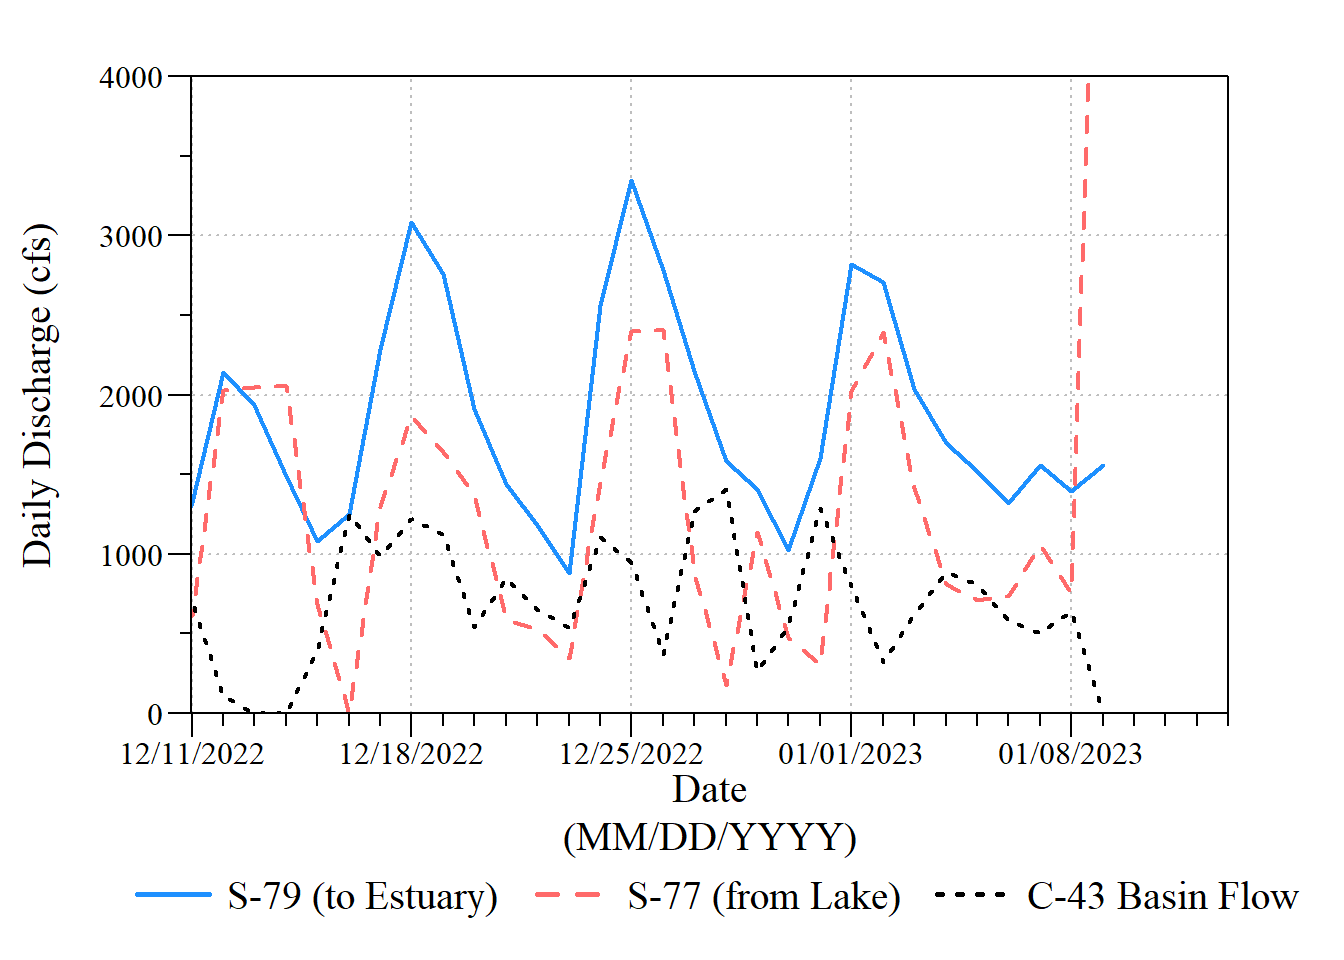 4000
3000
2000
1000
0
Daily Discharge (cfs)
12/11/2022 12/18/2022 12/25/2022 01/01/2023 01/08/2023
Date
(MM/DD/YYYY)
S-79 (to Estuary) S-77 (from Lake) C-43 Basin Flow